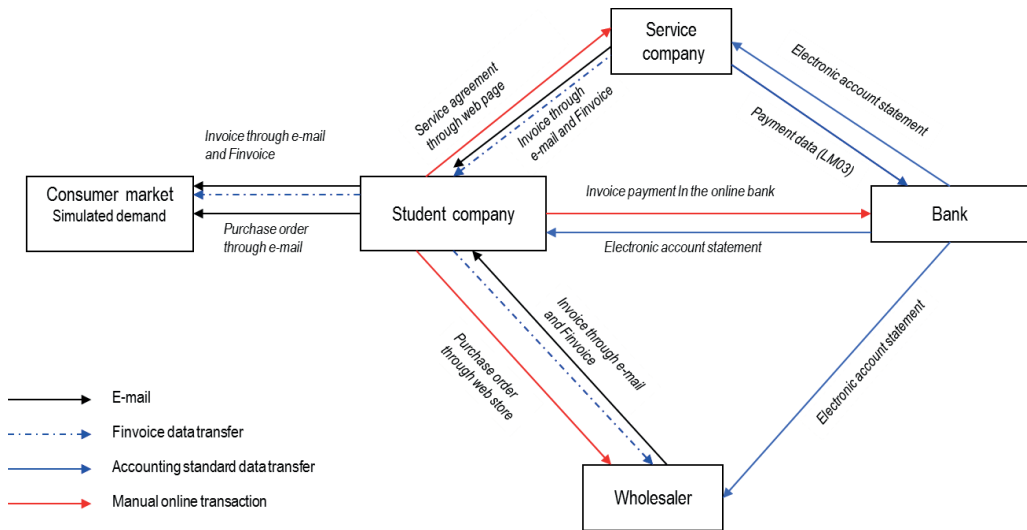 Service
company
Electronic account statement
Service agreement
through web page
Invoice through
e-mail and Finvoice
Payment data (LM03)
Invoice through e-mail
and Finvoice
Consumer market
Simulated demand
Student company
Invoice payment In the online bank
Bank
Purchase order
through e-mail
Electronic account statement
Invoice through e-mail
and Finvoice
Purchase order
through web store
Electronic account statement
E-mail
Finvoice data transfer
Accounting standard data transfer
Manual online transaction
Wholesaler